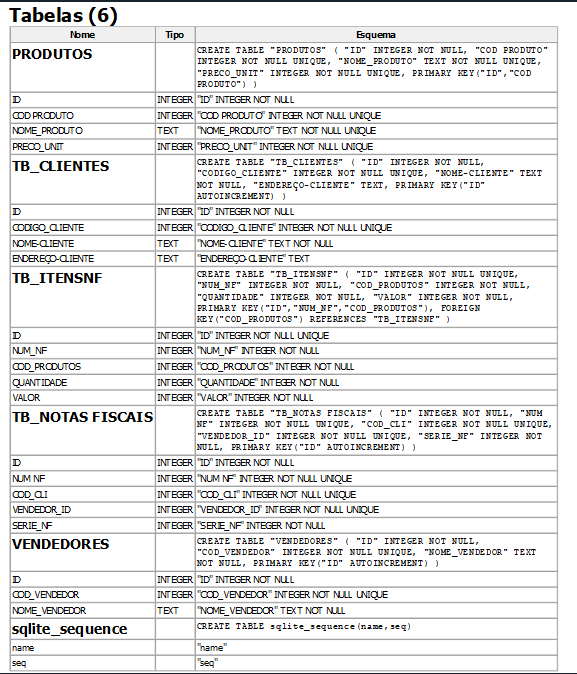 Tabelas (6)
Nome Tipo Esquema
PRODUTOS CREATE TABLE "PRODUTOS" ( "ID" INTEGER NOT NULL, "COD PRODUTO"
INTEGER NOT NULL UNIQUE, "NOME_PRODUTO" TEXT NOT NULL UNIQUE,
"PRECO_UNIT" INTEGER NOT NULL UNIQUE, PRIMARY KEY("ID","COD
PRODUTO") )
ID INTEGER "ID" INTEGER NOT NULL
COD PRODUTO INTEGER "COD PRODUTO" INTEGER NOT NULL UNIQUE
NOME_PRODUTO TEXT "NOME_PRODUTO" TEXT NOT NULL UNIQUE
PRECO_UNIT INTEGER "PRECO_UNIT" INTEGER NOT NULL UNIQUE
TB_CLIENTES CREATE TABLE "TB_CLIENTES" ( "ID" INTEGER NOT NULL,
"CODIGO_CLIENTE" INTEGER NOT NULL UNIQUE, "NOME-CLIENTE" TEXT
NOT NULL, "ENDEREÇO-CLIENTE" TEXT, PRIMARY KEY("ID"
AUTOINCREMENT) )
ID INTEGER "ID" INTEGER NOT NULL
CODIGO_CLIENTE INTEGER "CODIGO_CLIENTE" INTEGER NOT NULL UNIQUE
NOME-CLIENTE TEXT "NOME-CLIENTE" TEXT NOT NULL
ENDEREÇO-CLIENTE TEXT "ENDEREÇO-CLIENTE" TEXT
TB_ITENSNF CREATE TABLE "TB_ITENSNF" ( "ID" INTEGER NOT NULL UNIQUE,
"NUM_NF" INTEGER NOT NULL, "COD_PRODUTOS" INTEGER NOT NULL,
"QUANTIDADE" INTEGER NOT NULL, "VALOR" INTEGER NOT NULL,
PRIMARY KEY("ID","NUM_NF","COD_PRODUTOS"), FOREIGN
KEY("COD_PRODUTOS") REFERENCES "TB_ITENSNF" )
ID INTEGER "ID" INTEGER NOT NULL UNIQUE
NUM_NF INTEGER "NUM_NF" INTEGER NOT NULL
COD_PRODUTOS INTEGER "COD_PRODUTOS" INTEGER NOT NULL
QUANTIDADE INTEGER "QUANTIDADE" INTEGER NOT NULL
VALOR INTEGER "VALOR" INTEGER NOT NULL
TB_NOTAS FISCAIS CREATE TABLE "TB_NOTAS FISCAIS" ( "ID" INTEGER NOT NULL, "NUM
NF" INTEGER NOT NULL UNIQUE, "COD_CLI" INTEGER NOT NULL UNIQUE,
"VENDEDOR_ID" INTEGER NOT NULL UNIQUE, "SERIE_NF" INTEGER NOT
NULL, PRIMARY KEY("ID" AUTOINCREMENT) )
ID INTEGER "ID" INTEGER NOT NULL
NUM NF INTEGER "NUM NF" INTEGER NOT NULL UNIQUE
COD_CLI INTEGER "COD_CLI" INTEGER NOT NULL UNIQUE
VENDEDOR_ID INTEGER "VENDEDOR_ID" INTEGER NOT NULL UNIQUE
SERIE_NF INTEGER "SERIE_NF" INTEGER NOT NULL
VENDEDORES CREATE TABLE "VENDEDORES" ( "ID" INTEGER NOT NULL,
"COD_VENDEDOR" INTEGER NOT NULL UNIQUE, "NOME_VENDEDOR" TEXT
NOT NULL, PRIMARY KEY("ID" AUTOINCREMENT) )
ID INTEGER "ID" INTEGER NOT NULL
COD_VENDEDOR INTEGER "COD_VENDEDOR" INTEGER NOT NULL UNIQUE
NOME_VENDEDOR TEXT "NOME_VENDEDOR" TEXT NOT NULL
sqlite_sequence CREATE TABLE sqlite_sequence(name,seq)
name "name"
seq "seq"